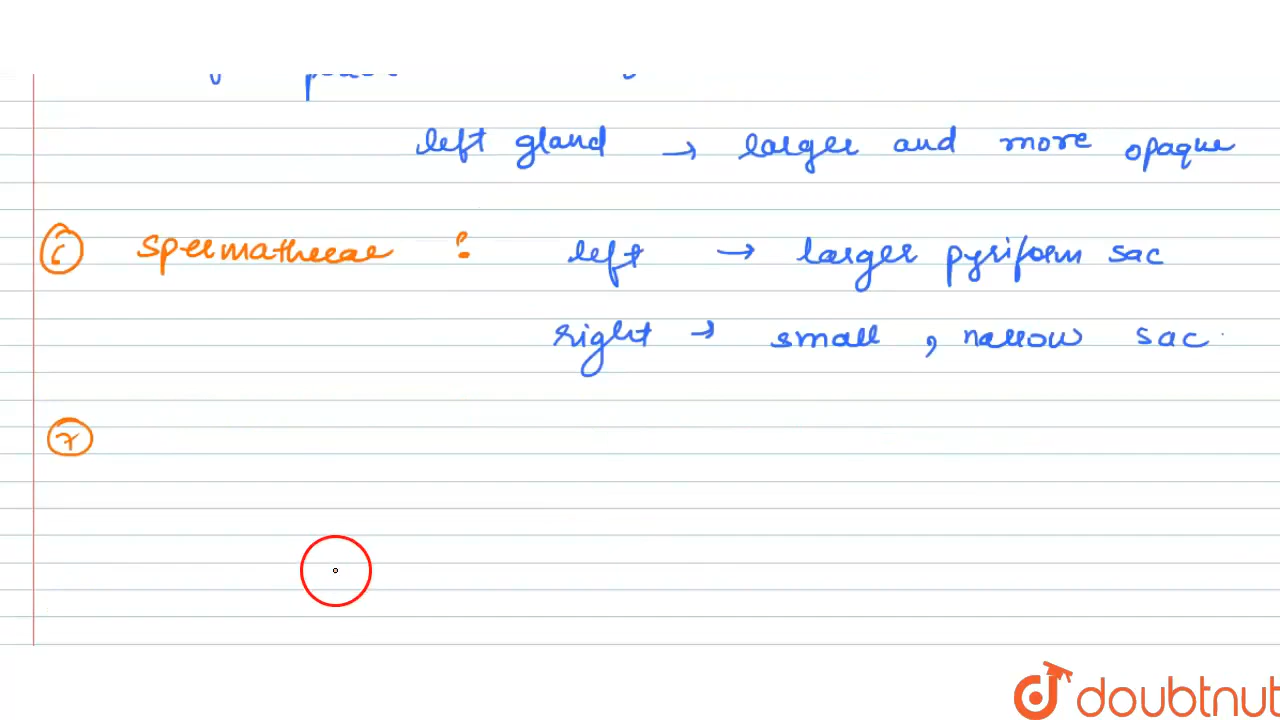 left gland → larger and more opaque
6 spermathecae : left → larger pyriform sac
right → small, narrow sac
7
doubtnut